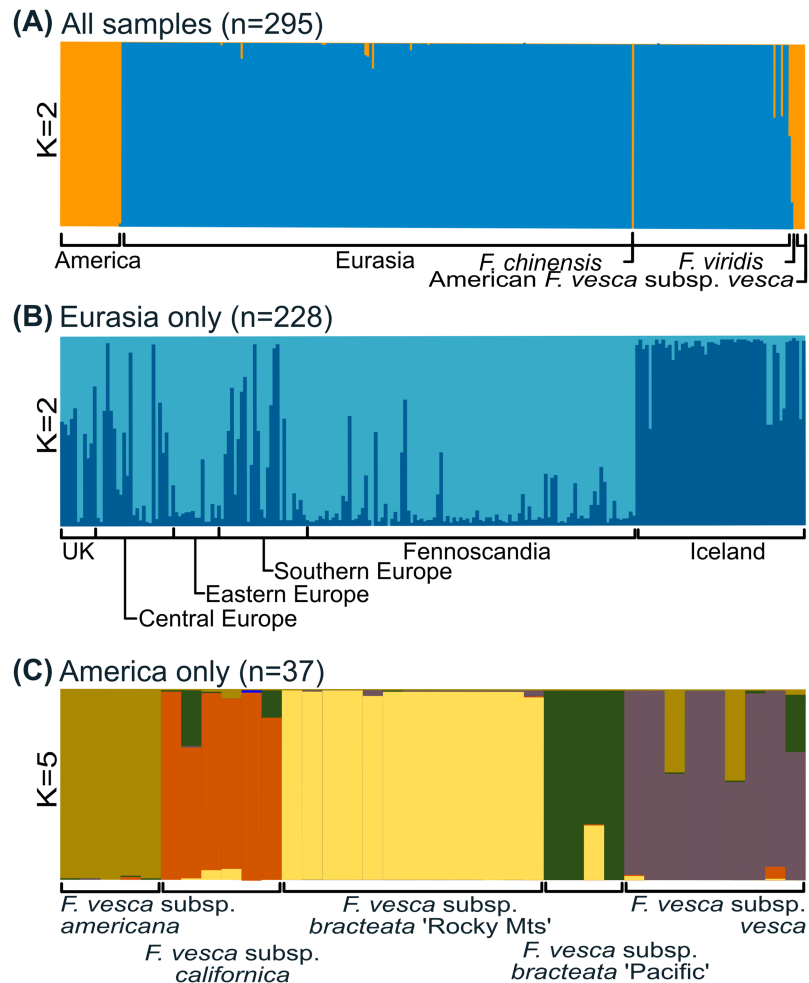 (A) All samples (n=295)
K=2
America
Eurasia
F. chinensis
F. viridis
American F. vesca subsp. vesca
(B) Eurasia only (n=228)
K=2
UK
Fennoscandia
Iceland
Southern Europe
Eastern Europe
Central Europe
(C) America only (n=37)
K=5
F. vesca subsp.
americana
F. vesca subsp.
californica
F. vesca subsp.
bracteata 'Rocky Mts'
F. vesca subsp.
bracteata 'Pacific'
F. vesca subsp.
vesca